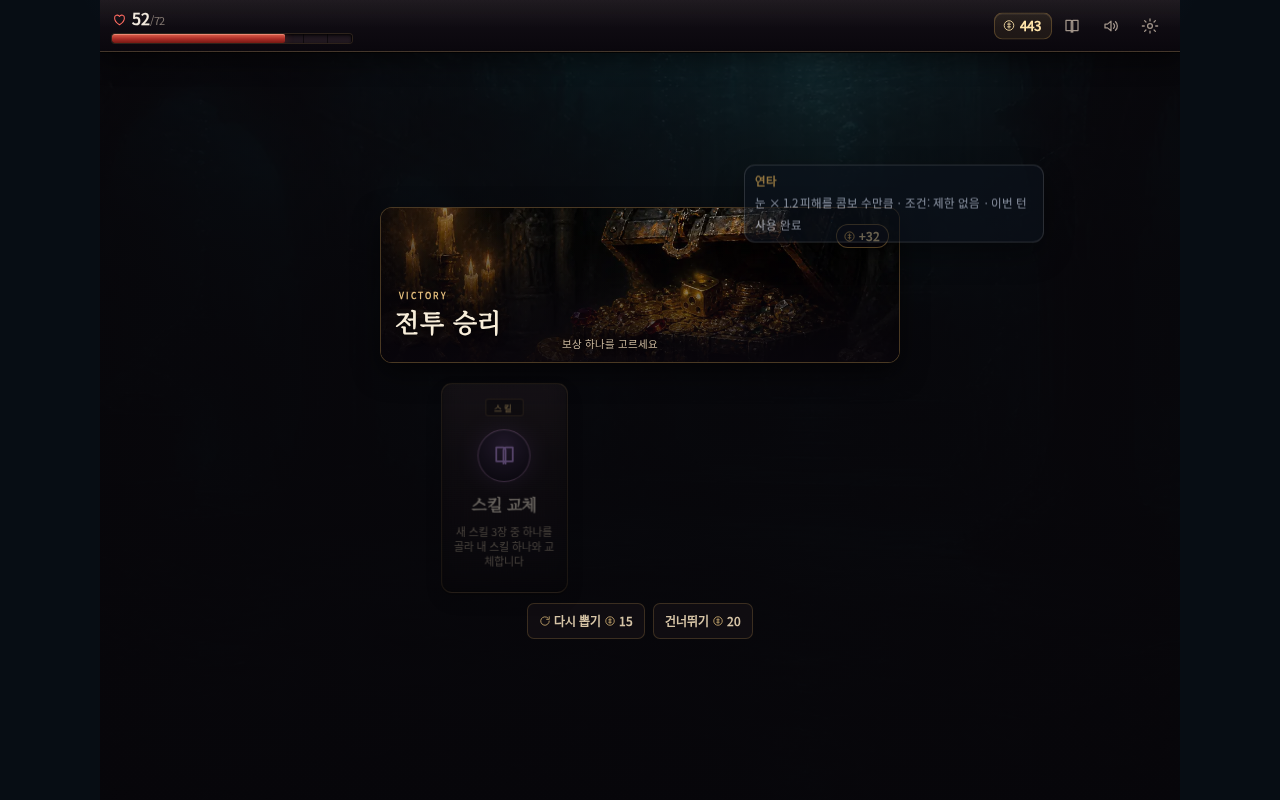 52/72
443
연타
눈 × 1.2 피해를 콤보 수만큼 · 조건: 제한 없음 · 이번 턴
사용 완료
+32
VICTORY
전투 승리
보상 하나를 고르세요
스킬
스킬 교체
새 스킬 3장 중 하나를
골라 내 스킬 하나와 교
체합니다
다시 뽑기 15
건너뛰기 20